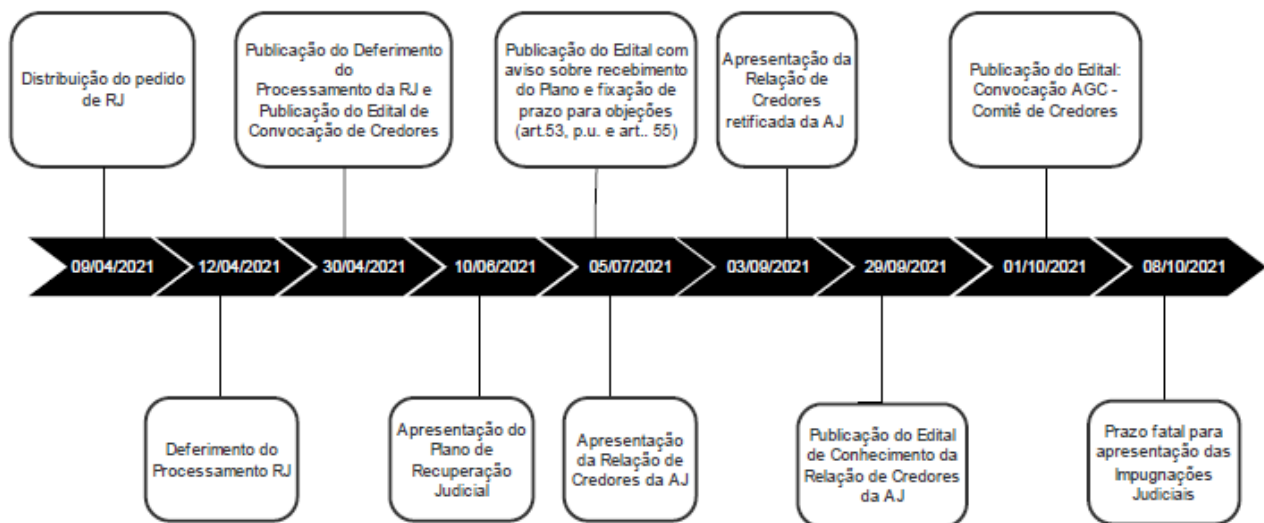 Distribuição do pedido
de RJ
Publicação do Deferimento
do
Processamento da RJ e
Publicação do Edital de
Convocação de Credores
Publicação do Edital com
aviso sobre recebimento
do Plano e fixação de
prazo para objeções
(art.53, p.u. e art.. 55)
Apresentação da
Relação de
Credores
retificada da AJ
Publicação do Edital:
Convocação AGC -
Comitê de Credores
09/04/2021
12/04/2021
30/04/2021
10/06/2021
05/07/2021
03/09/2021
29/09/2021
01/10/2021
08/10/2021
Deferimento do
Processamento RJ
Apresentação do
Plano de
Recuperação
Judicial
Apresentação
da Relação de
Credores da AJ
Publicação do Edital
de Conhecimento da
Relação de Credores
da AJ
Prazo fatal para
apresentação das
Impugnações
Judiciais